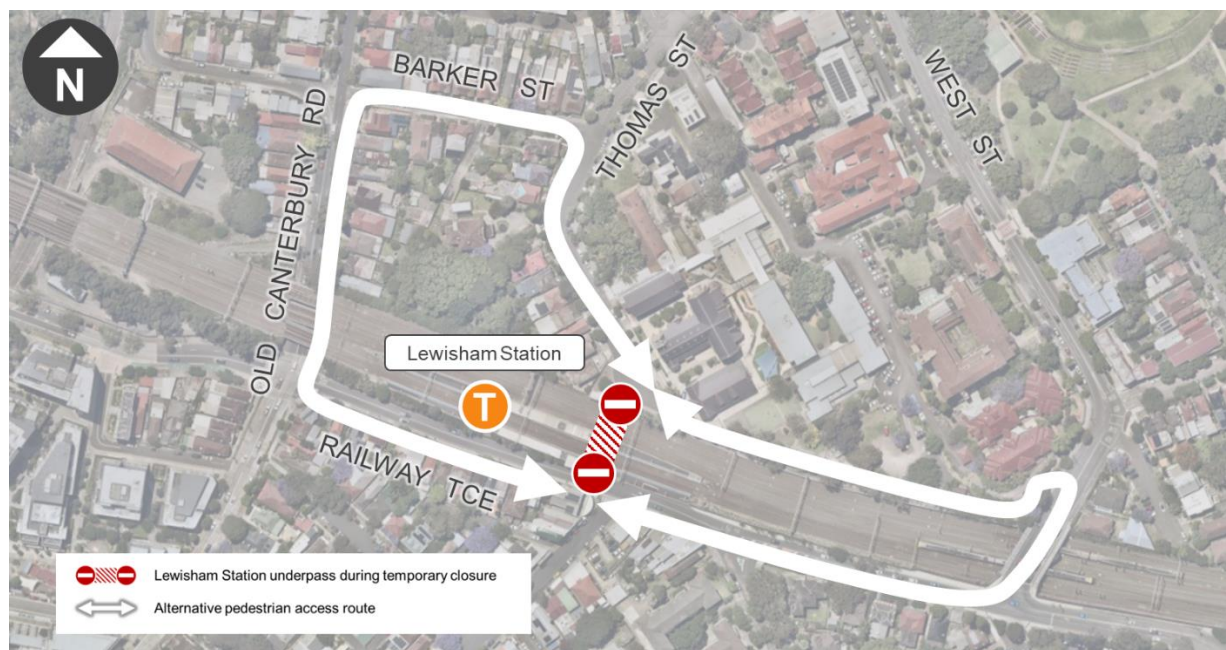 N
BARKER ST
THOMAS ST
WEST ST
OLD CANTERBURY RD
Lewisham Station
T
RAILWAY TCE
Lewisham Station underpass during temporary closure
Alternative pedestrian access route